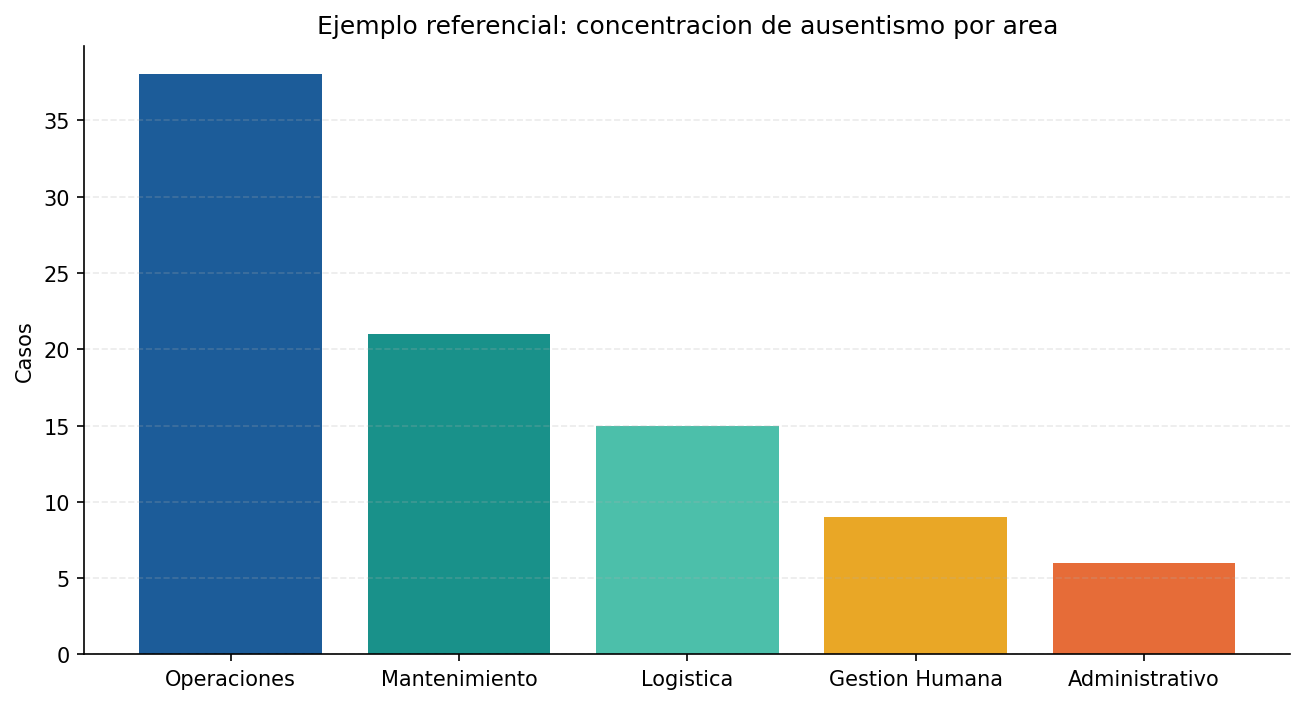 Ejemplo referencial: concentracion de ausentismo por area
Casos
35
30
25
20
15
10
5
0
Operaciones
Mantenimiento
Logistica
Gestion Humana
Administrativo